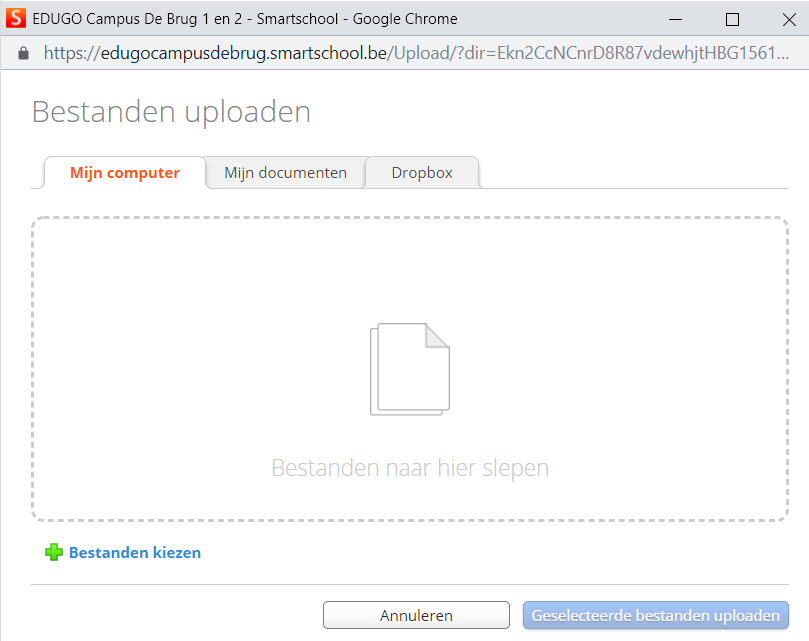 S EDUGO Campus De Brug 1 en 2 - Smartschool - Google Chrome
https://edugocampusdebrug.smartschool.be/Upload/?dir=Ekn2CcNCnrD8R87vdewhjtHBG1561...
Bestanden uploaden
Mijn computer Mijn documenten Dropbox
Bestanden naar hier slepen
Bestanden kiezen
Annuleren Geselecteerde bestanden uploaden